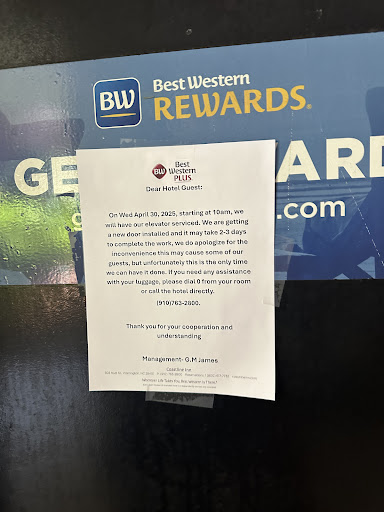 BW
Best Western
REWARDS.
GE ARD
g .com
BW
Best
Western
PLUS
Dear Hotel Guest:
On Wed April 30, 2025, starting at 10am, we
will have our elevator serviced. We are getting
a new door installed and it may take 2-3 days
to complete the work, we do apologize for the
inconvenience this may cause some of our
guests, but unfortunately this is the only time
we can have it done. If you need any assistance
with your luggage, please dial 0 from your room
or call the hotel directly.
(910)763-2800.
Thank you for your cooperation and
understanding
Management- G.M James
Coastline Inn